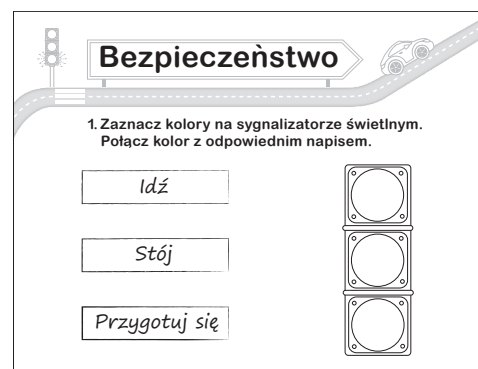 Bezpieczeństwo
1. Zaznacz kolory na sygnalizatorze świetlnym.
Połącz kolor z odpowiednim napisem.
Idź
Stój
Przygotuj się